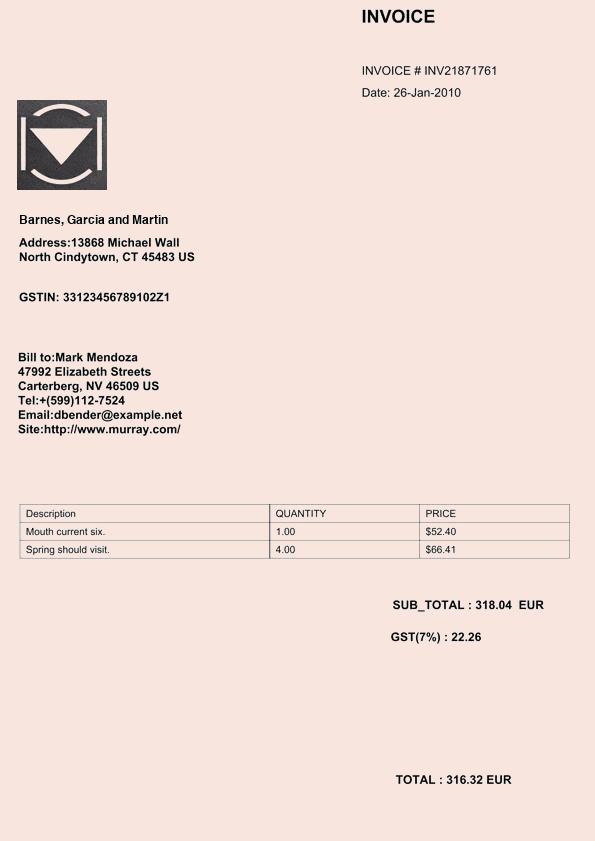 INVOICE
INVOICE # INV21871761
Date: 26-Jan-2010
Barnes, Garcia and Martin
Address:13868 Michael Wall
North Cindytown, CT 45483 US
GSTIN: 33123456789102Z1
Bill to:Mark Mendoza
47992 Elizabeth Streets
Carterberg, NV 46509 US
Tel:+(599)112-7524
Email:dbender@example.net
Site:http://www.murray.com/
Description QUANTITY PRICE
Mouth current six. 1.00 $52.40
Spring should visit. 4.00 $66.41
SUB_TOTAL : 318.04 EUR
GST(7%) : 22.26
TOTAL : 316.32 EUR